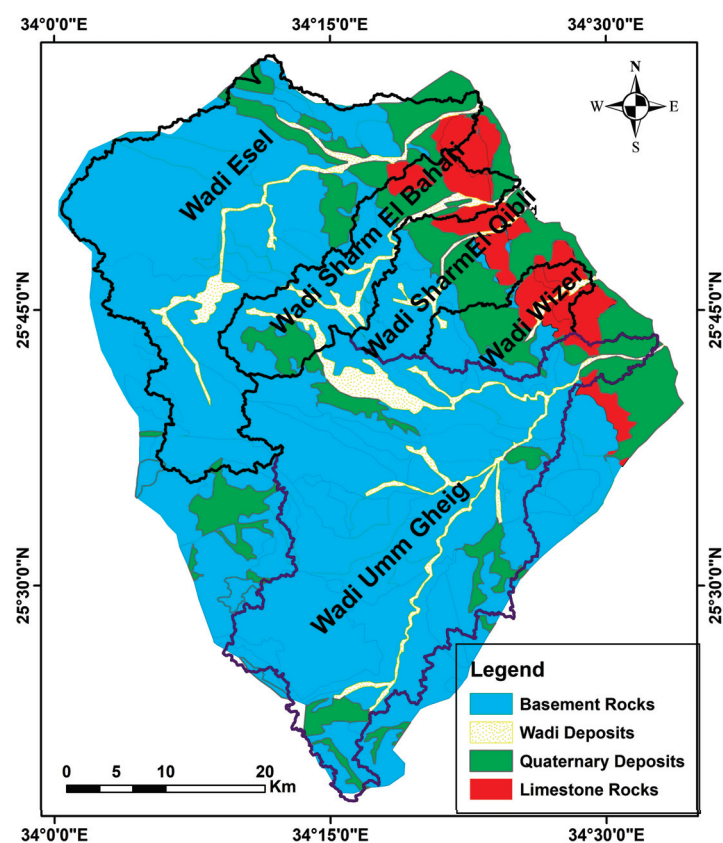 34°0'0"E 34°15'0"E 34°30'0"E
N
W E
S
Wadi Esel
Wadi Sharm El Bahari
Wadi SharmEl Qibli
Wadi Wizer
Wadi Umm Gheig
25°45'0"N 25°45'0"N
25°30'0"N 25°30'0"N
Legend
Basement Rocks
Wadi Deposits
Quaternary Deposits
Limestone Rocks
0 5 10 20
Km
34°0'0"E 34°15'0"E 34°30'0"E